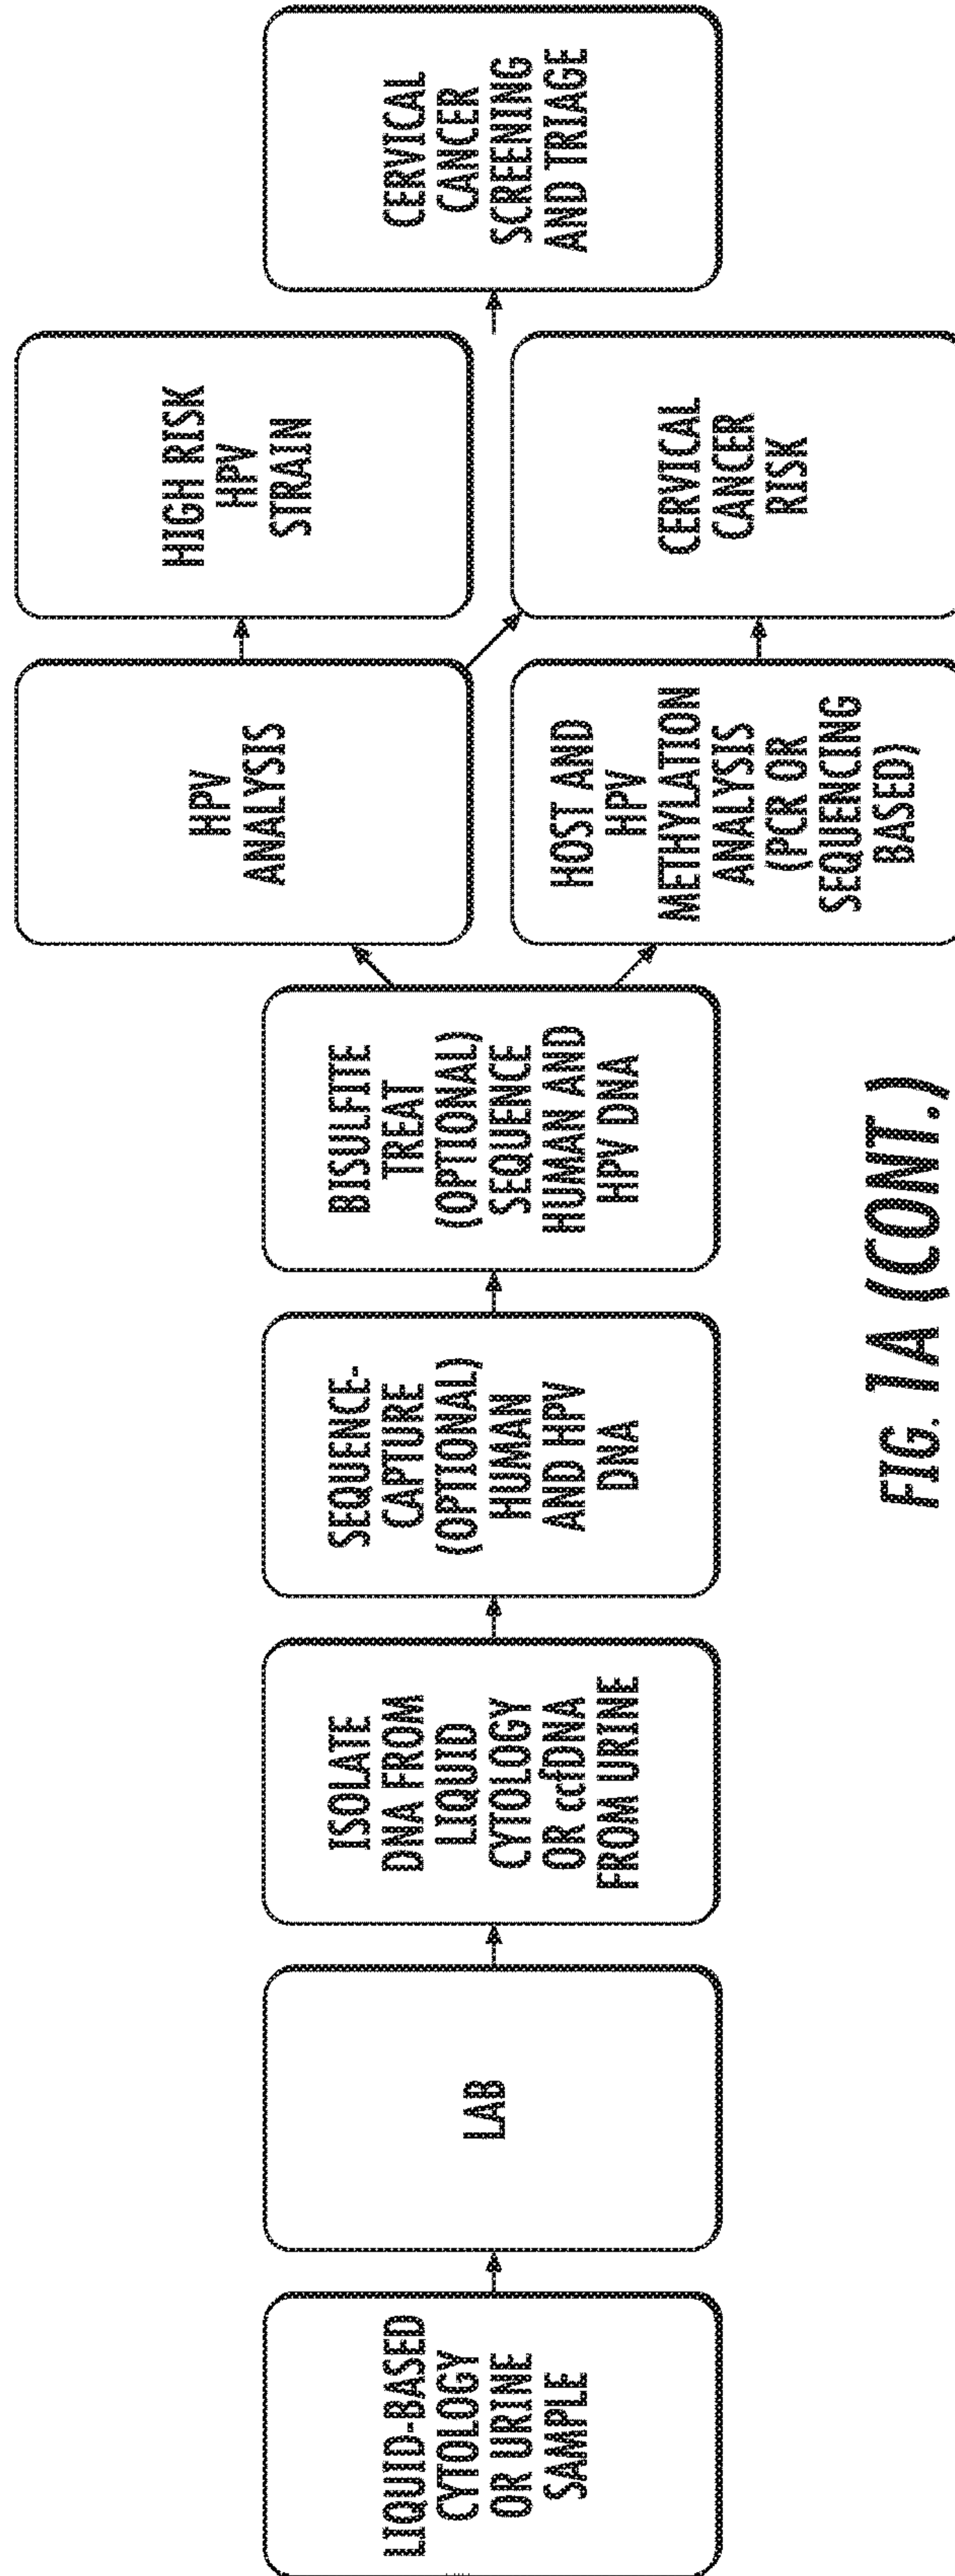 LIQUID-BASED
CYTOLOGY
OR URINE
SAMPLE
LAB
ISOLATE
DNA FROM
LIQUID
CYTOLOGY
OR ccfDNA
FROM URINE
SEQUENCE-
CAPTURE
(OPTIONAL)
HUMAN
AND HPV
DNA
BISULFITE
TREAT
(OPTIONAL)
SEQUENCE
HUMAN AND
HPV DNA
HPV
ANALYSIS
HOST AND
HPV
METHYLATION
ANALYSIS
(PCR OR
SEQUENCING
BASED)
HIGH RISK
HPV
STRAIN
CERVICAL
CANCER
RISK
CERVICAL
CANCER
SCREENING
AND TRIAGE
FIG. 1A (CONT.)